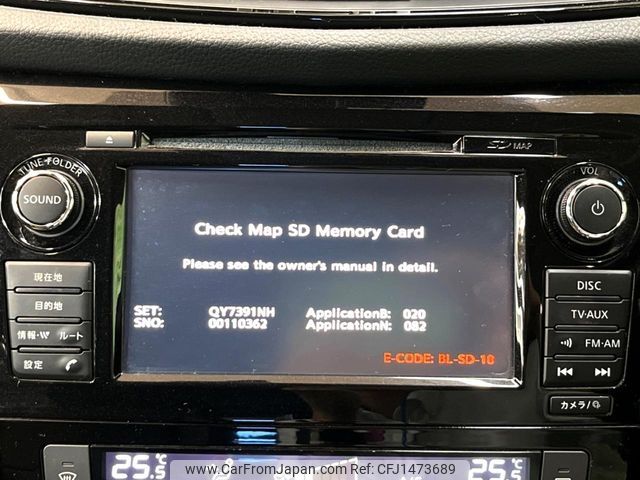 SD MAP
TUNE·FOLDER
VOL
SOUND
Check Map SD Memory Card
Please see the owner's manual in detail.
SET: QY7391NH ApplicationB: 020
SNO: 00110362 ApplicationN: 082
E-CODE: BL-SD-10
現在地
目的地
情報・VV ルート
設定
DISC
TV·AUX
FM·AM
カメラ/
25.5
25.5
www.CarFromJapan.com - Ref: CFJ1473689